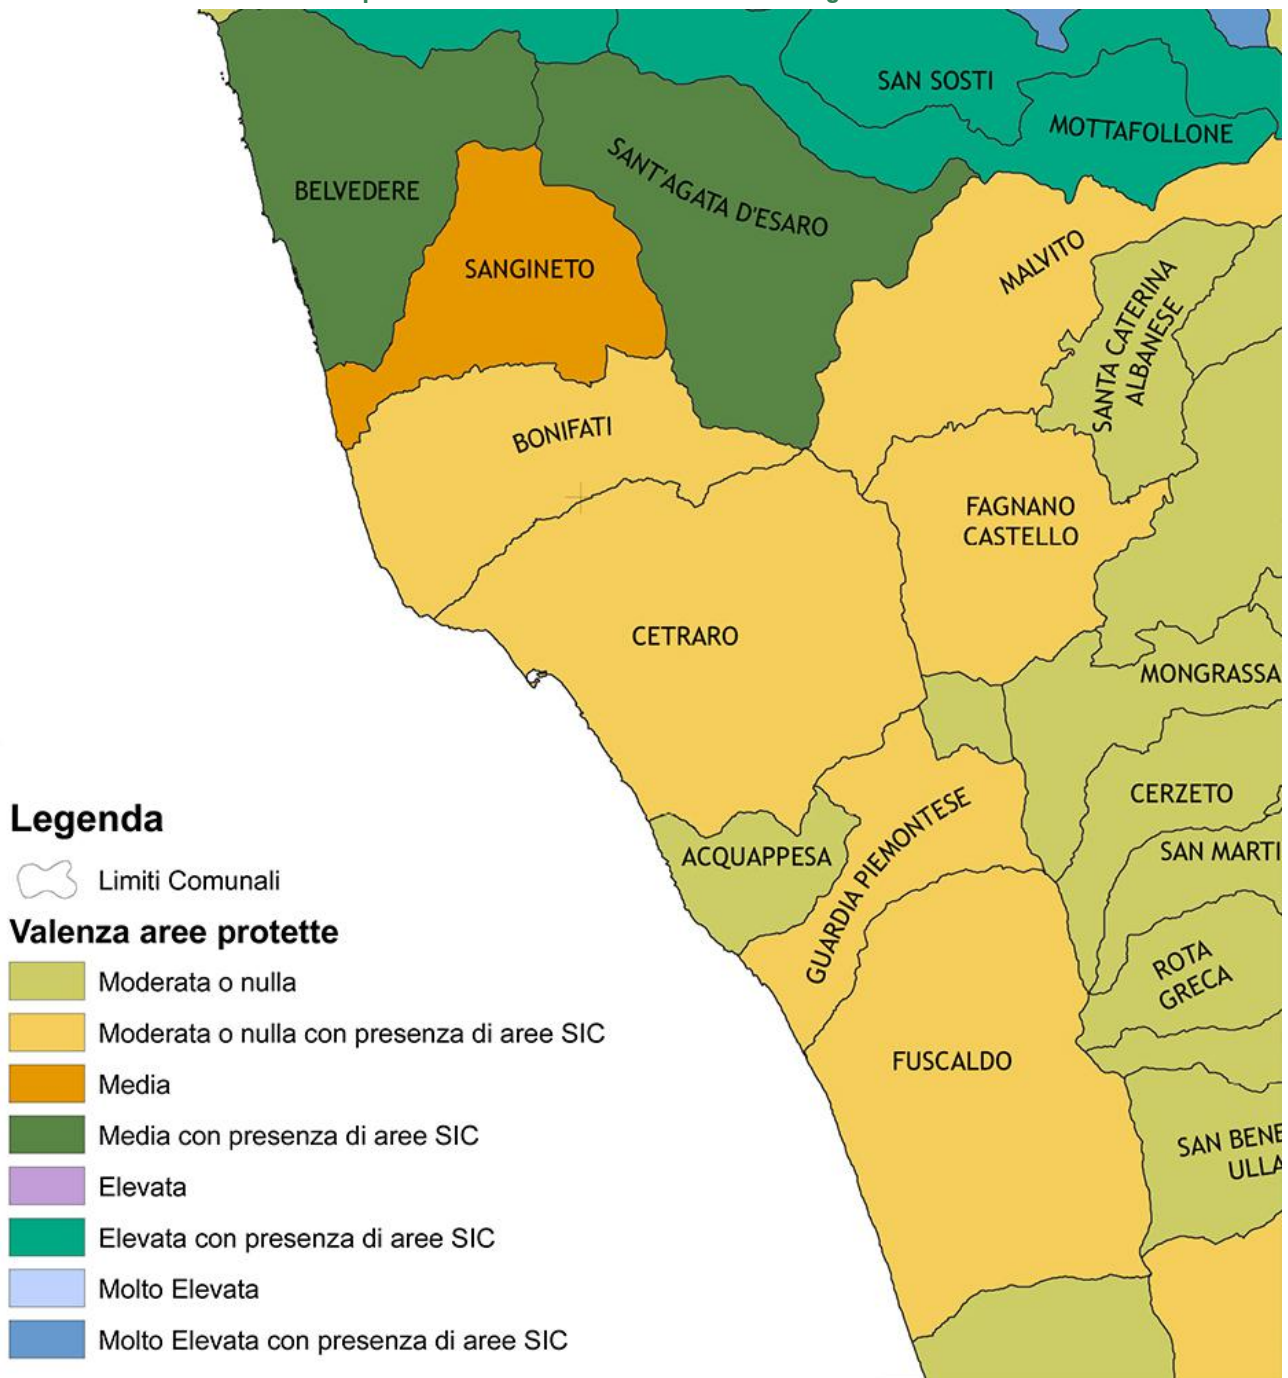 SAN SOSTI
MOTTAFOLLONE
SANT'AGATA D'ESARO
BELVEDERE
SANGINETO
MALVITO
SANTA CATERINA
ALBANESE
BONIFATI
FAGNANO
CASTELLO
CETRARO
MONGRASSA
CERZETO
SAN MARTI
ACQUAPPESA
GUARDIA PIEMONTESE
ROTA
GRECA
FUSCALDO
SAN BENE
ULLA
Legenda
Limiti Comunali
Valenza aree protette
Moderata o nulla
Moderata o nulla con presenza di aree SIC
Media
Media con presenza di aree SIC
Elevata
Elevata con presenza di aree SIC
Molto Elevata
Molto Elevata con presenza di aree SIC